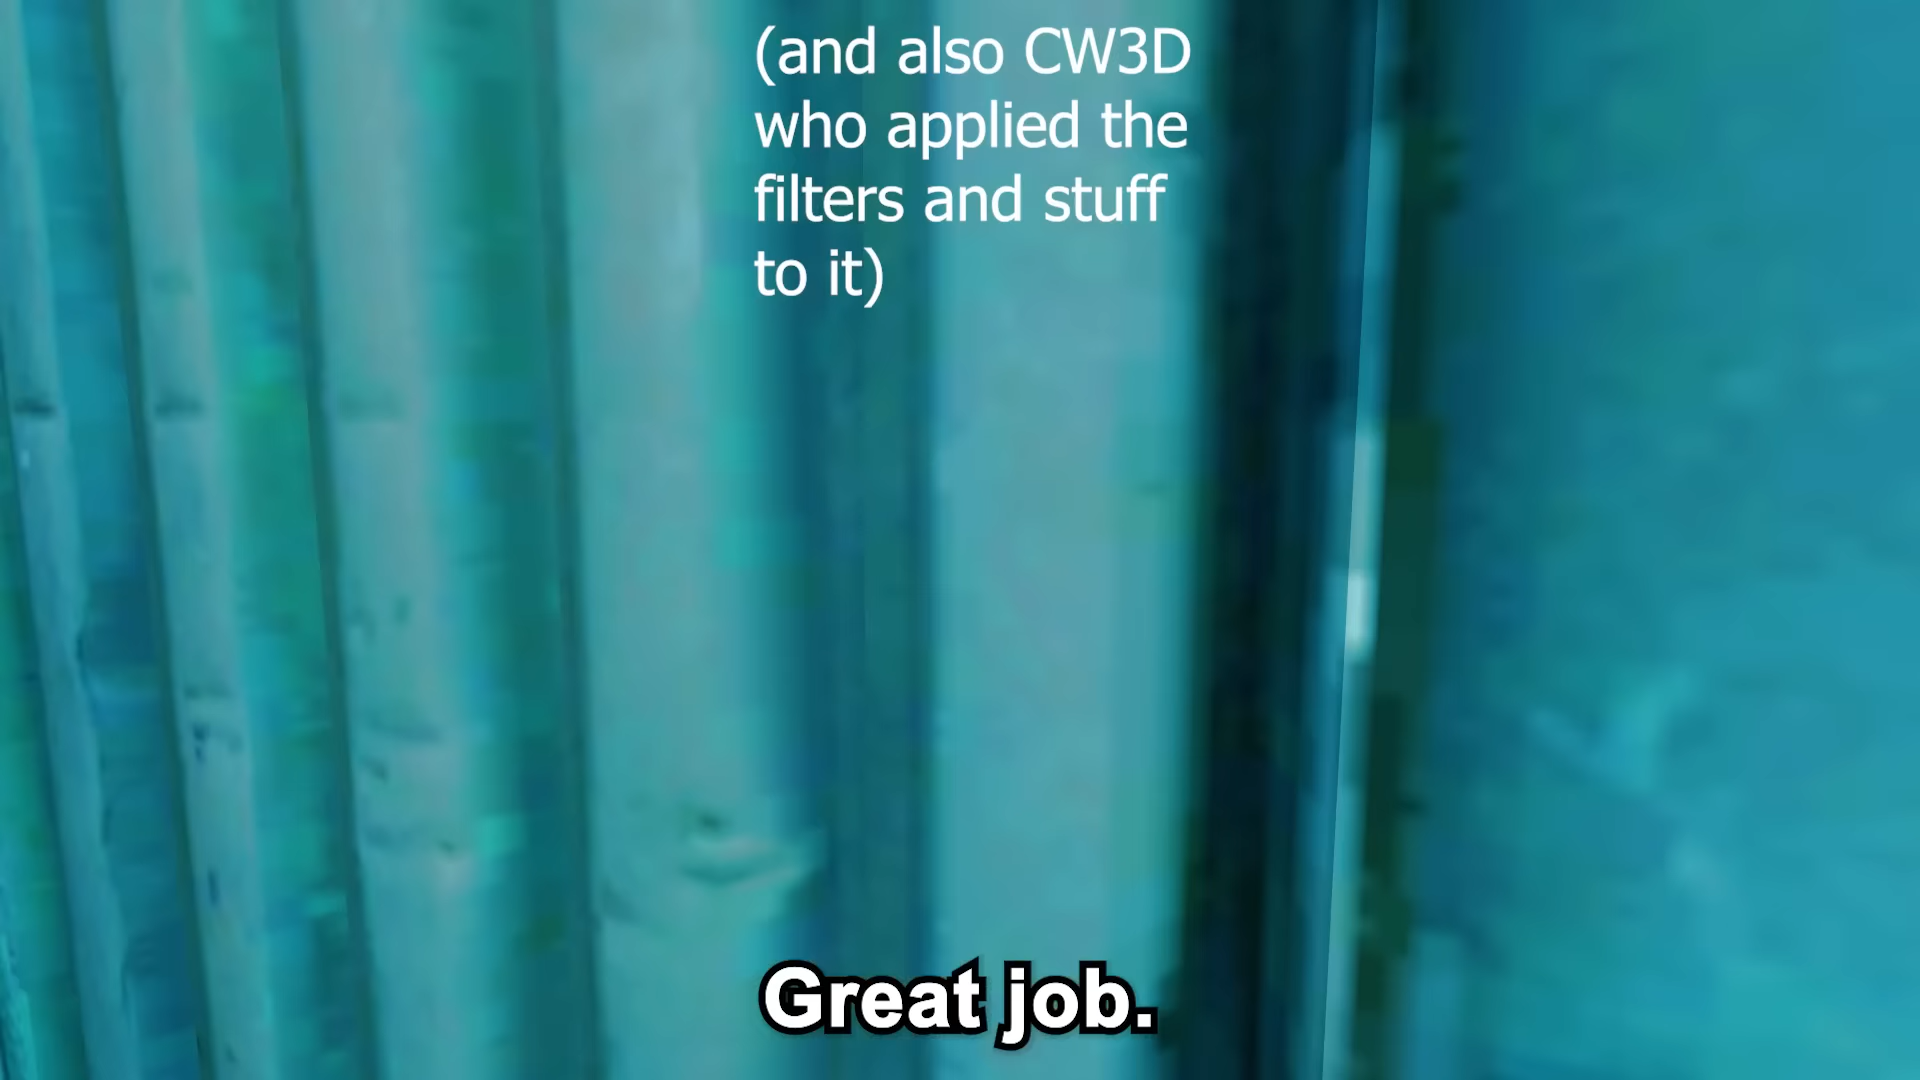 (and also CW3D
who applied the
filters and stuff
to it)
Great job.